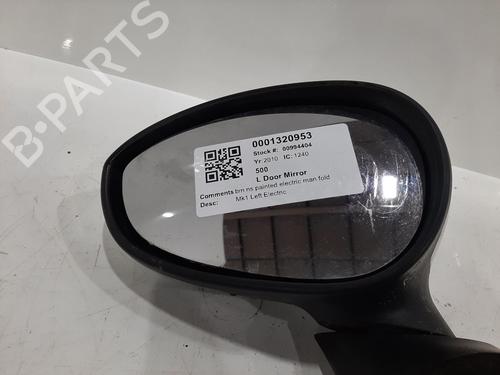 B-PARTS
0001320953
Stock #: 00994404
Yr: 2010 IC: 1240
500
L Door Mirror
Comments brn ns painted electric man fold
Desc: Mk1 Left Electric